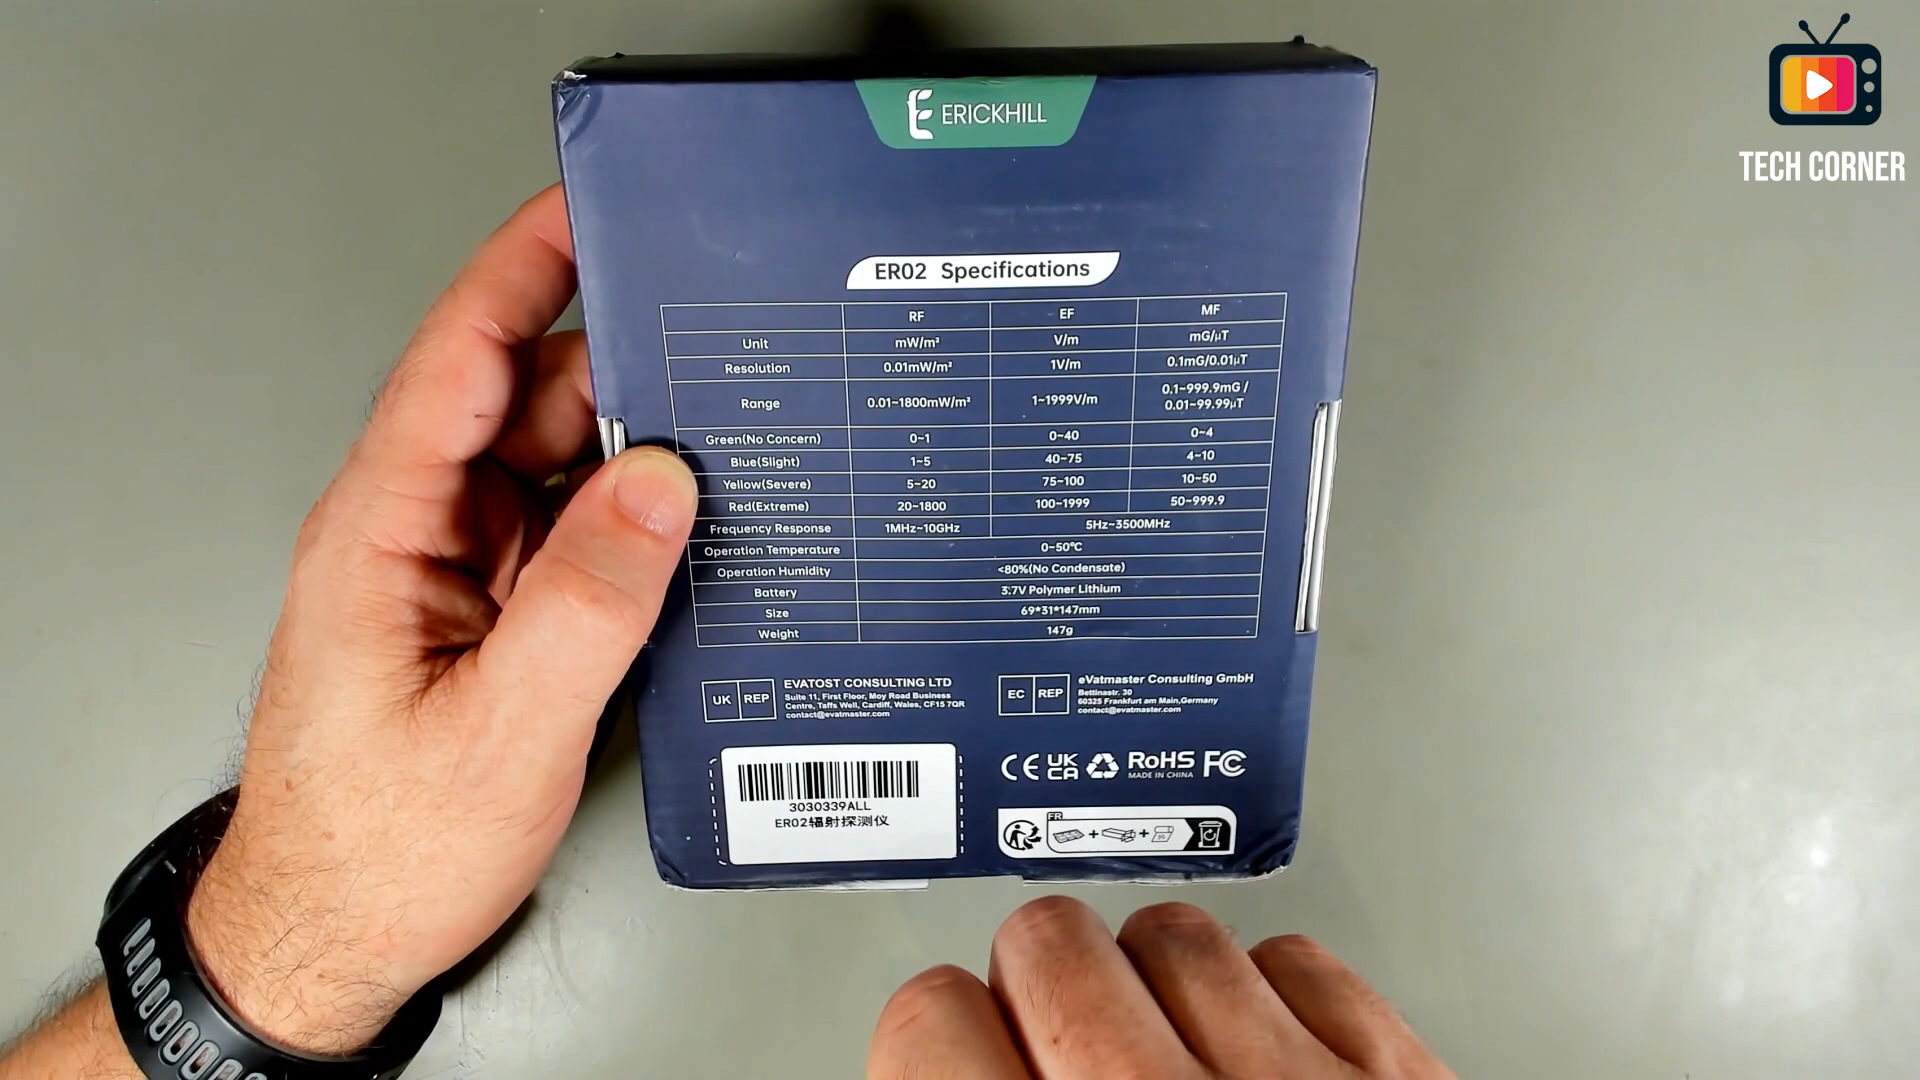 ERICKHILL
TECH CORNER
ER02 Specifications
RF EF MF
Unit mW/m² V/m mG/μT
Resolution 0.01mW/m² 1V/m 0.1mG/0.01μT
Range 0.01~1800mW/m² 1~1999V/m 0.1~999.9mG / 0.01~99.99μT
Green(No Concern) 0~1 0~40 0~4
Blue(Slight) 1~5 40~75 4~10
Yellow(Severe) 5~20 75~100 10~50
Red(Extreme) 20~1800 100~1999 50~999.9
Frequency Response 1MHz~10GHz 5Hz~3500MHz
Operation Temperature 0~50℃
Operation Humidity <80%(No Condensate)
Battery 3.7V Polymer Lithium
Size 69*31*147mm
Weight 147g
UK REP
EVATOST CONSULTING LTD
Suite 11, First Floor, Moy Road Business
Centre, Taffs Well, Cardiff, Wales, CF15 7QR
contact@evatmaster.com
EC REP
eVatmaster Consulting GmbH
Bettinastr. 30
60325 Frankfurt am Main,Germany
contact@evatmaster.com
3030339ALL
ER02辐射探测仪
CE UK CA RoHS FC
MADE IN CHINA
FR